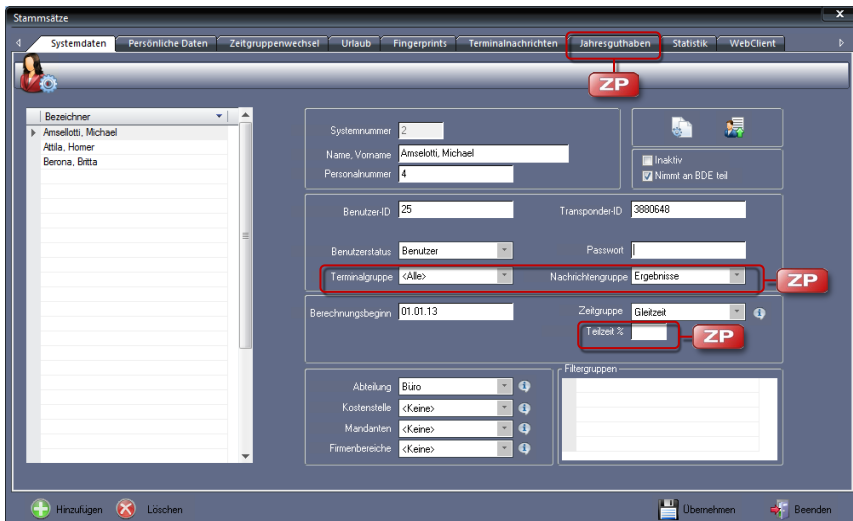 Stammsätze
x
Systemdaten Persönliche Daten Zeitgruppenwechsel Urlaub Fingerprints Terminalnachrichten Jahresguthaben Statistik WebClient
ZP
Bezeichner
Amsellotti, Michael
Attila, Homer
Berona, Britta
Systemnummer 2
Name, Vorname Amselotti, Michael
Personalnummer 4
Inaktiv
Nimmt an BDE teil
Benutzer-ID 25 Transponder-ID 3880648
Benutzerstatus Benutzer Passwort
Terminalgruppe <Alle> Nachrichtengruppe Ergebnisse
ZP
Berechnungsbeginn 01.01.13 Zeitgruppe Gleitzeit
Teilzeit %
ZP
Abteilung Büro
Kostenstelle <Keine>
Mandanten <Keine>
Firmenbereiche <Keine>
Filtergruppen
Hinzufügen Löschen Übernehmen Beenden